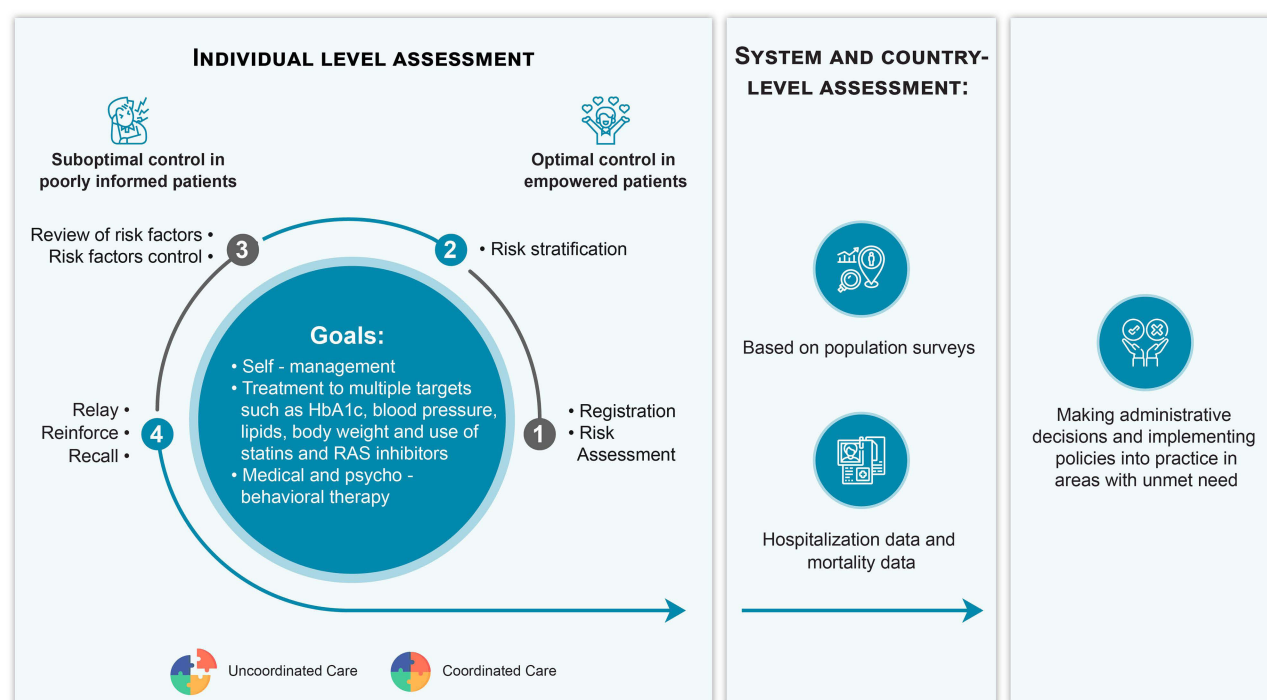 INDIVIDUAL LEVEL ASSESSMENT
Suboptimal control in
poorly informed patients
Optimal control in
empowered patients
Review of risk factors •
Risk factors control •
3
2
• Risk stratification
Goals:
• Self - management
• Treatment to multiple targets
such as HbA1c, blood pressure,
lipids, body weight and use of
statins and RAS inhibitors
• Medical and psycho -
behavioral therapy
Relay •
Reinforce •
Recall •
4
1
• Registration
• Risk
Assessment
Uncoordinated Care
Coordinated Care
SYSTEM AND COUNTRY-
LEVEL ASSESSMENT:
Based on population surveys
Hospitalization data and
mortality data
Making administrative
decisions and implementing
policies into practice in
areas with unmet need